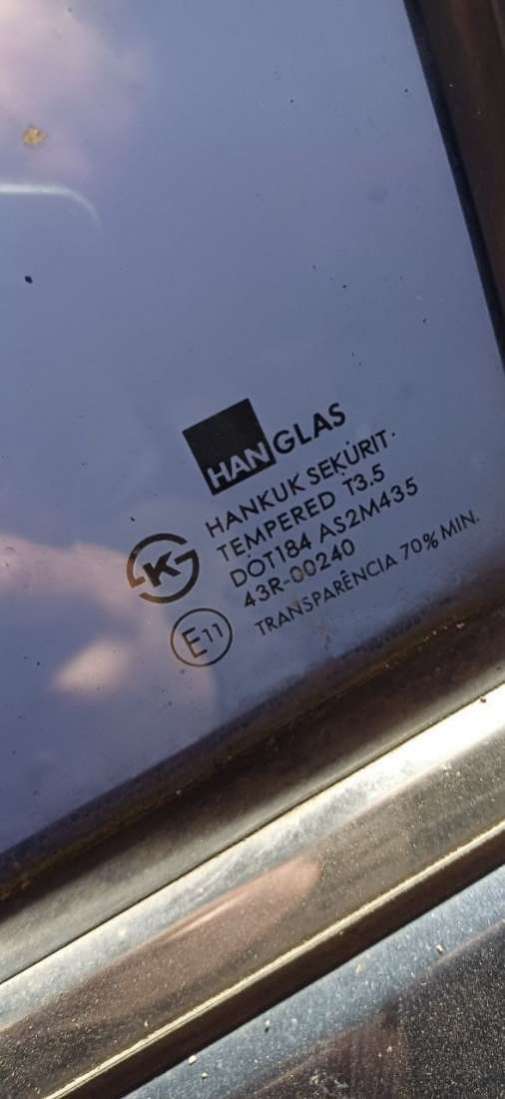 HANGLAS
HANKUK SEKURIT·
TEMPERED T3.5
DOT184 AS2M435
43R-00240
TRANSPARÊNCIA 70% MIN.
K
E11